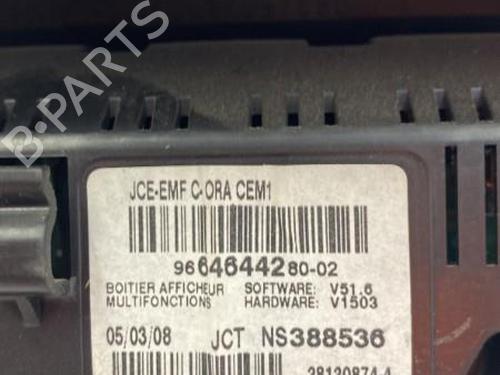 B-PARTS
JCE-EMF C-ORA CEM1
9664644280-02
BOITIER AFFICHEUR SOFTWARE: V51.6
MULTIFONCTIONS HARDWARE: V1503
05/03/08 JCT NS388536
28120874-4